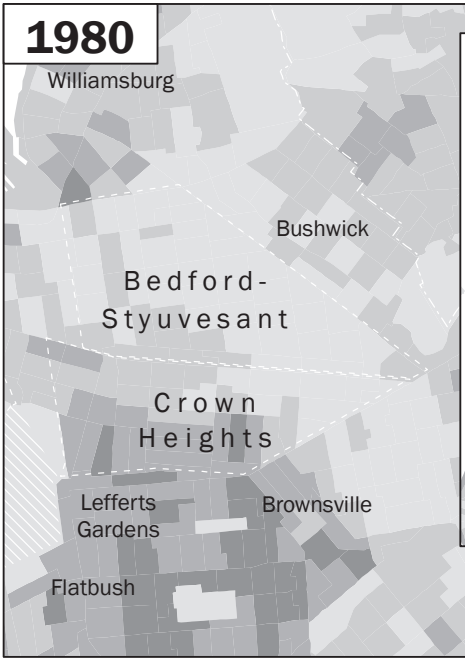 1980
Williamsburg
Bushwick
Bedford-
Styuvesant
Crown
Heights
Lefferts
Gardens
Brownsville
Flatbush